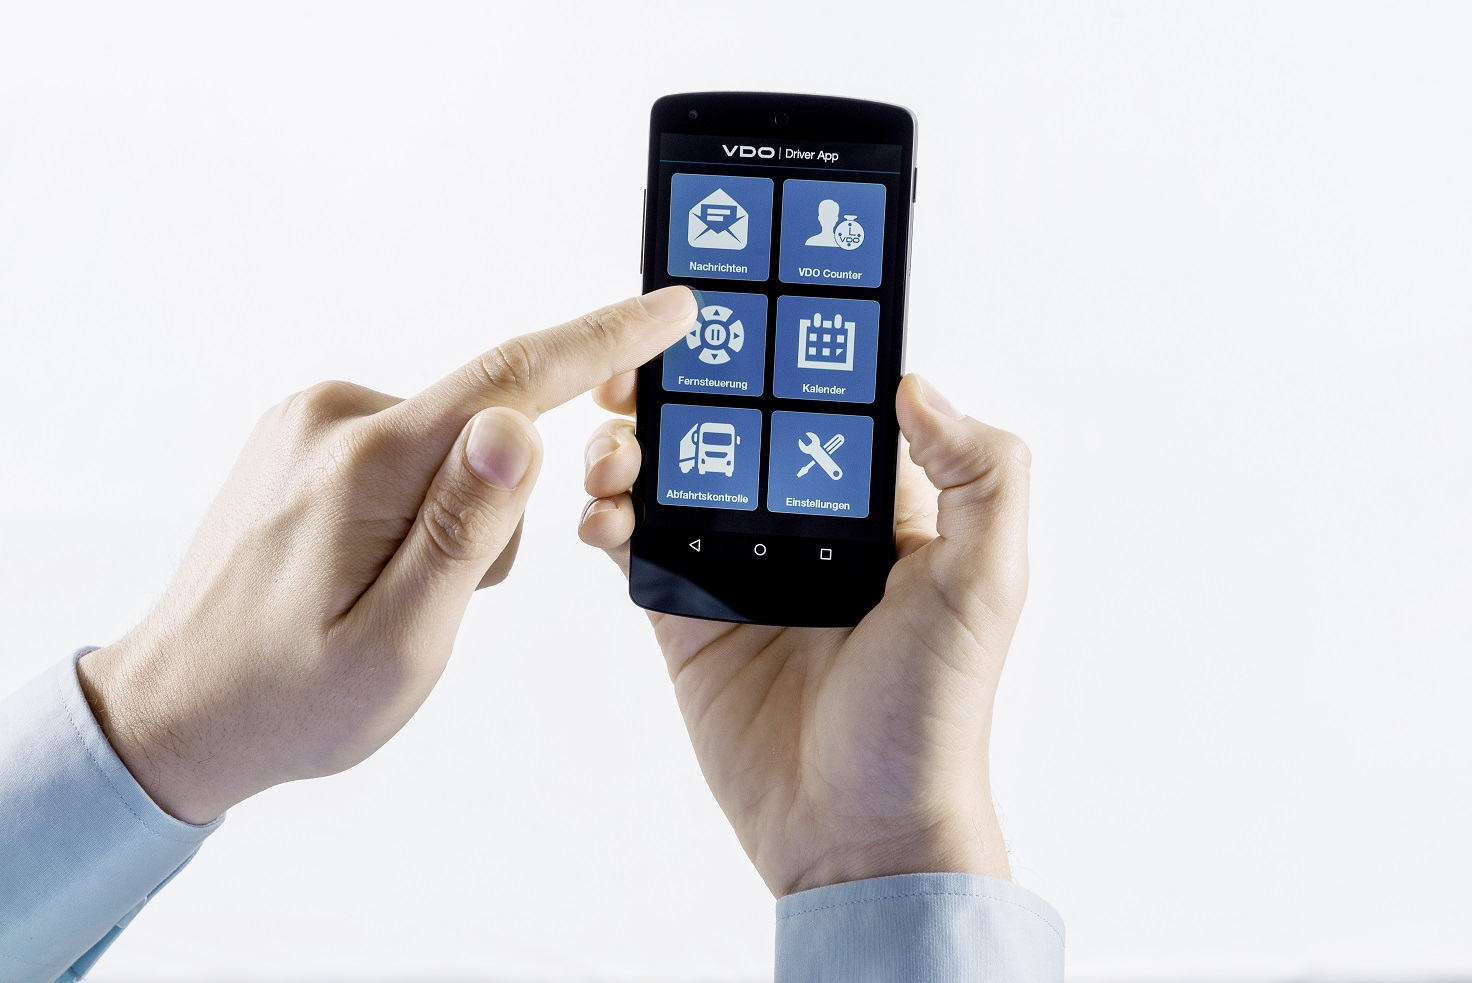 VDO | Driver App
Nachrichten
VDO
VDO Counter
Fernsteuerung
Kalender
Abfahrtskontrolle
Einstellungen